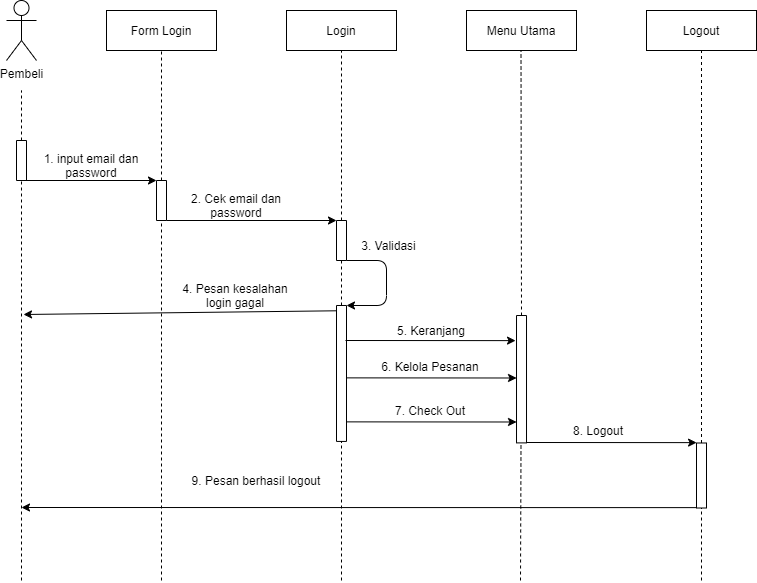 Form Login
Login
Menu Utama
Logout
Pembeli
1. input email dan
password
2. Cek email dan
password
3. Validasi
4. Pesan kesalahan
login gagal
5. Keranjang
6. Kelola Pesanan
7. Check Out
8. Logout
9. Pesan berhasil logout